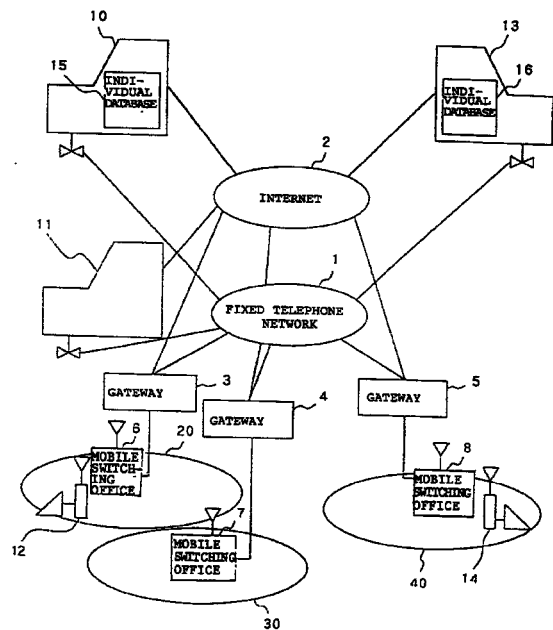 10
13
15
INDI-
VIDUAL
DATABASE
16
INDI-
VIDUAL
DATABASE
2
INTERNET
11
1
FIXED TELEPHONE
NETWORK
GATEWAY
3
GATEWAY
4
GATEWAY
5
6
20
MOBILE
SWITCH
ING
OFFICE
12
7
MOBILE
SWITCHING
OFFICE
30
8
MOBILE
SWITCHING
OFFICE
40
14